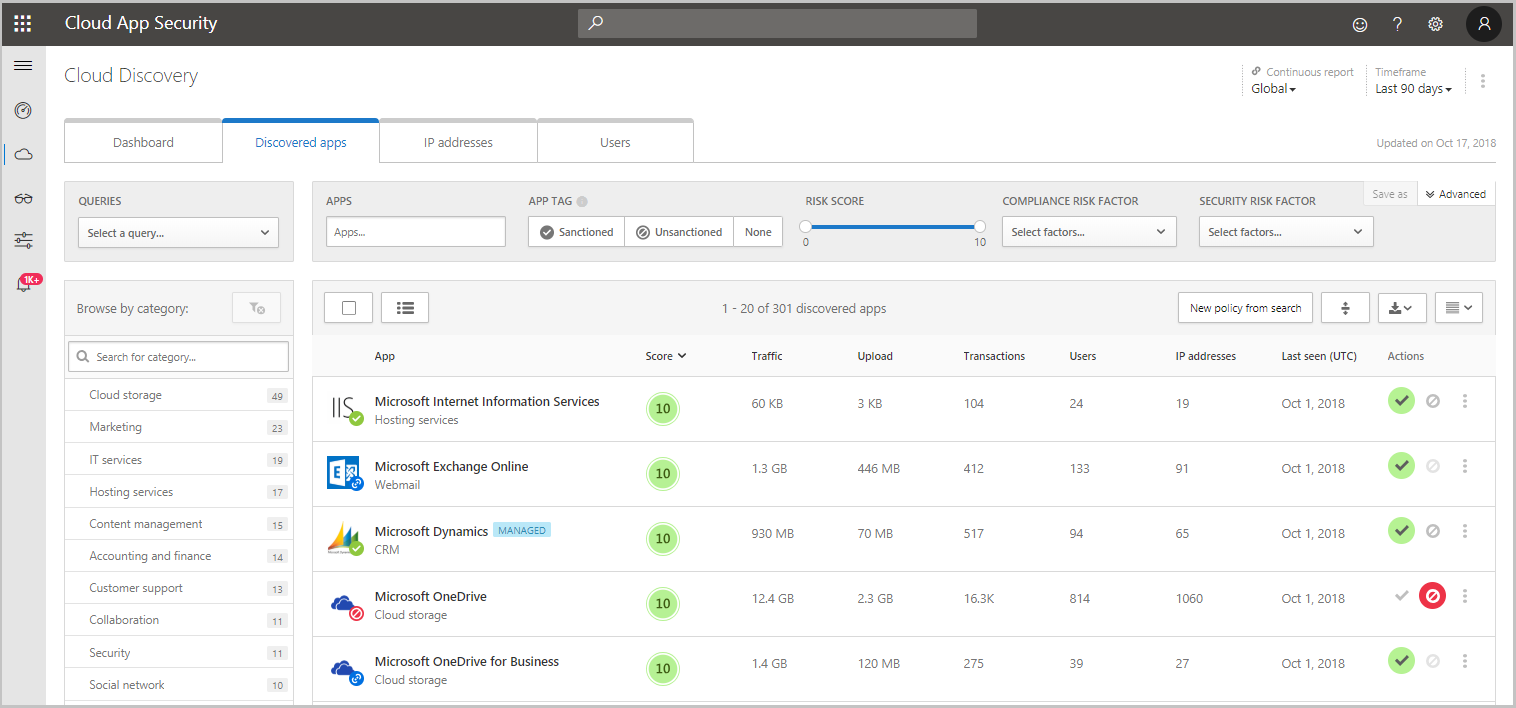 Cloud App Security
Cloud Discovery
Continuous report
Global
Timeframe
Last 90 days
Dashboard
Discovered apps
IP addresses
Users
Updated on Oct 17, 2018
1K+
QUERIES
Select a query...
APPS
Apps...
APP TAG
Sanctioned
Unsanctioned
None
RISK SCORE
0
10
COMPLIANCE RISK FACTOR
Select factors...
SECURITY RISK FACTOR
Select factors...
Save as
Advanced
Browse by category:
Search for category...
Cloud storage 49
Marketing 23
IT services 19
Hosting services 17
Content management 15
Accounting and finance 14
Customer support 13
Collaboration 11
Security 11
Social network 10
1 - 20 of 301 discovered apps
New policy from search
App Score Traffic Upload Transactions Users IP addresses Last seen (UTC) Actions
IIS Microsoft Internet Information Services 10 60 KB 3 KB 104 24 19 Oct 1, 2018
Hosting services
Microsoft Exchange Online 10 1.3 GB 446 MB 412 133 91 Oct 1, 2018
Webmail
Microsoft Dynamics MANAGED 10 930 MB 70 MB 517 94 65 Oct 1, 2018
CRM
Microsoft OneDrive 10 12.4 GB 2.3 GB 16.3K 814 1060 Oct 1, 2018
Cloud storage
Microsoft OneDrive for Business 10 1.4 GB 120 MB 275 39 27 Oct 1, 2018
Cloud storage